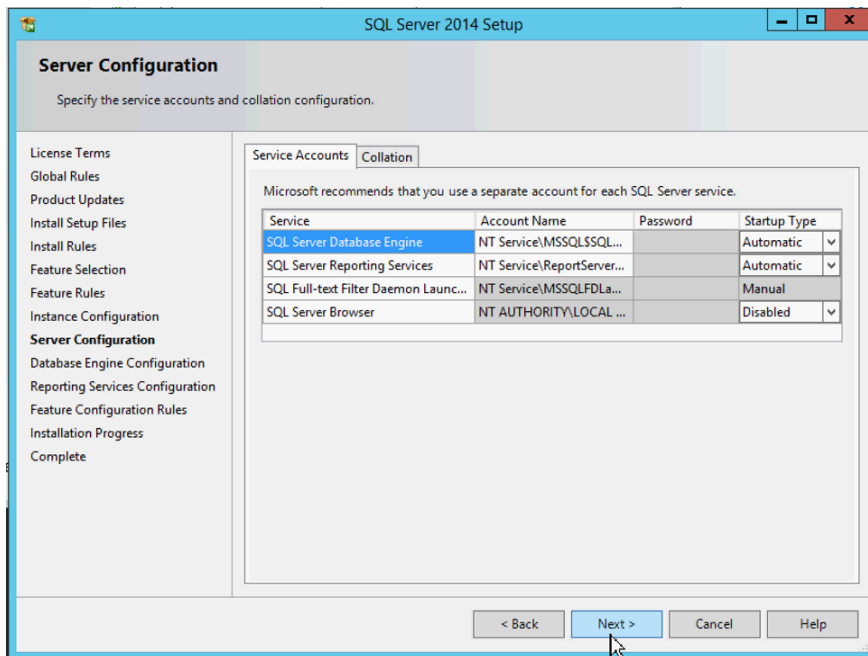 SQL Server 2014 Setup
Server Configuration
Specify the service accounts and collation configuration.
License Terms
Global Rules
Product Updates
Install Setup Files
Install Rules
Feature Selection
Feature Rules
Instance Configuration
Server Configuration
Database Engine Configuration
Reporting Services Configuration
Feature Configuration Rules
Installation Progress
Complete
Service Accounts Collation
Microsoft recommends that you use a separate account for each SQL Server service.
Service Account Name Password Startup Type
SQL Server Database Engine NT Service\MSSQL$SQL... Automatic
SQL Server Reporting Services NT Service\ReportServer... Automatic
SQL Full-text Filter Daemon Launc... NT Service\MSSQLFDLa... Manual
SQL Server Browser NT AUTHORITY\LOCAL ... Disabled
< Back Next > Cancel Help